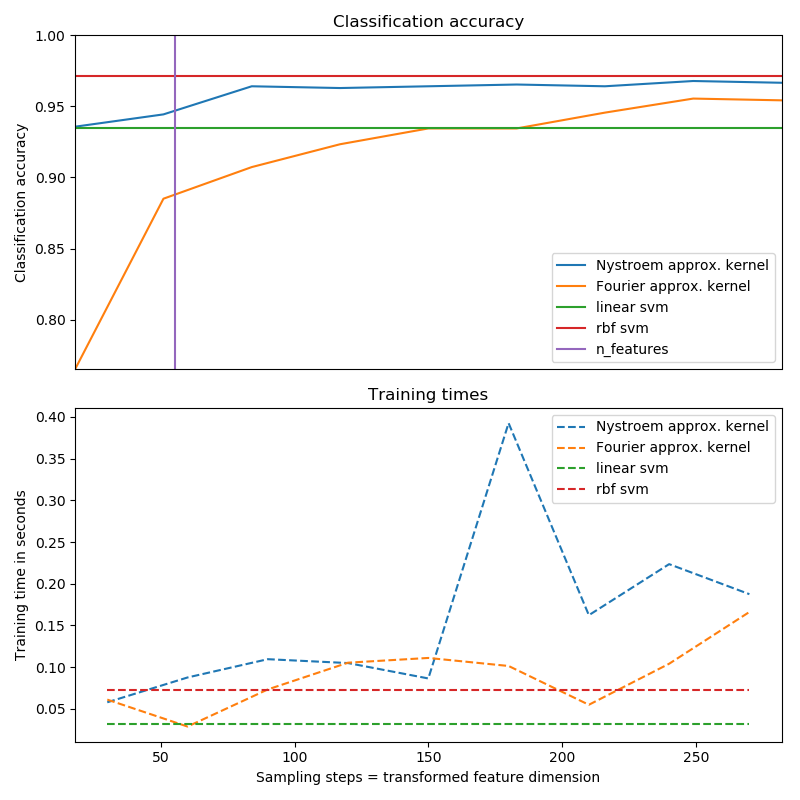 Classification accuracy
1.00
0.95
0.90
0.85
0.80
Classification accuracy
Nystroem approx. kernel
Fourier approx. kernel
linear svm
rbf svm
n_features
Training times
0.40
0.35
0.30
0.25
0.20
0.15
0.10
0.05
Training time in seconds
Nystroem approx. kernel
Fourier approx. kernel
linear svm
rbf svm
50 100 150 200 250
Sampling steps = transformed feature dimension